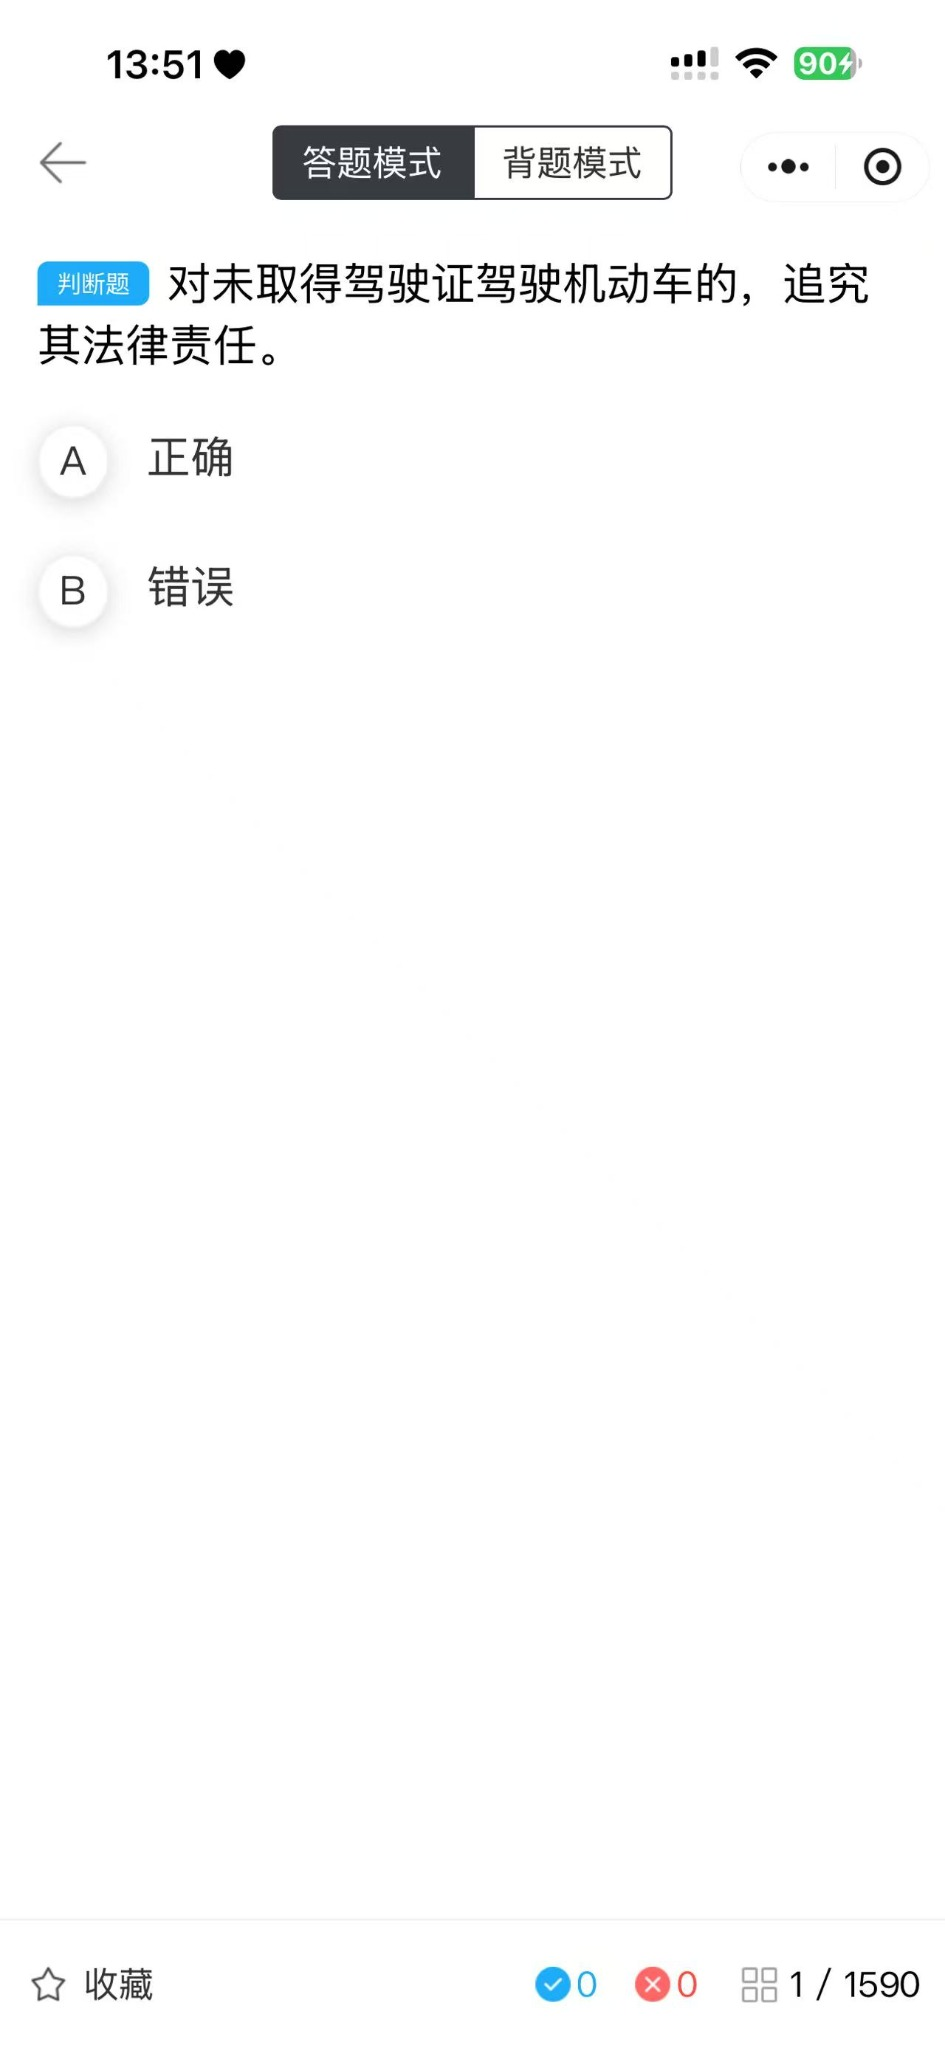 13:51
90
答题模式 背题模式
判断题 对未取得驾驶证驾驶机动车的，追究
其法律责任。
A 正确
B 错误
收藏 0 0 1 / 1590